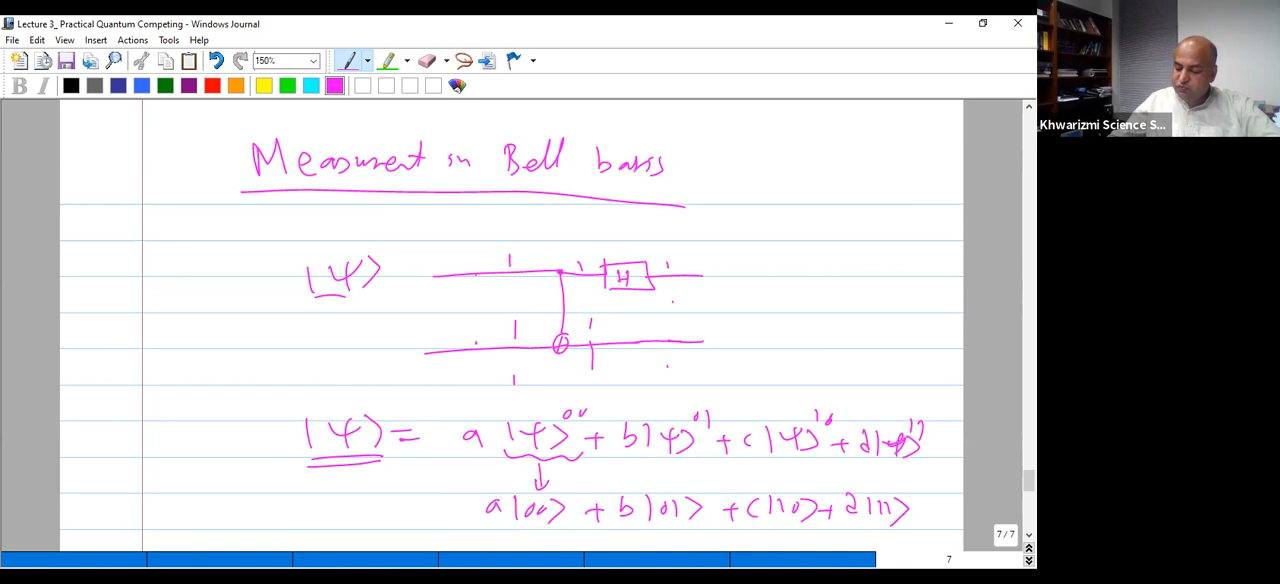 Lecture 3_ Practical Quantum Competing - Windows Journal
File Edit View Insert Actions Tools Help
150%
B I
Khwarizmi Science S...
Measurement in Bell basis
|ψ⟩
H
|ψ⟩ = a |ψ⟩⁰⁰ + b|ψ⟩⁰¹ + c|ψ⟩¹⁰ + d|ψ⟩¹¹
a|00⟩ + b|01⟩ + c|10⟩ + d|11⟩
7 / 7
7